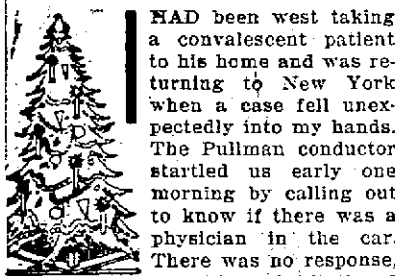 I HAD been west taking
a convalescent patient
to his home and was re-
turning to New York
when a case fell unex-
pectedly into my hands.
The Pullman conductor
startled us early one
morning by calling out
to know if there was a
physician in the car.
There was no response,